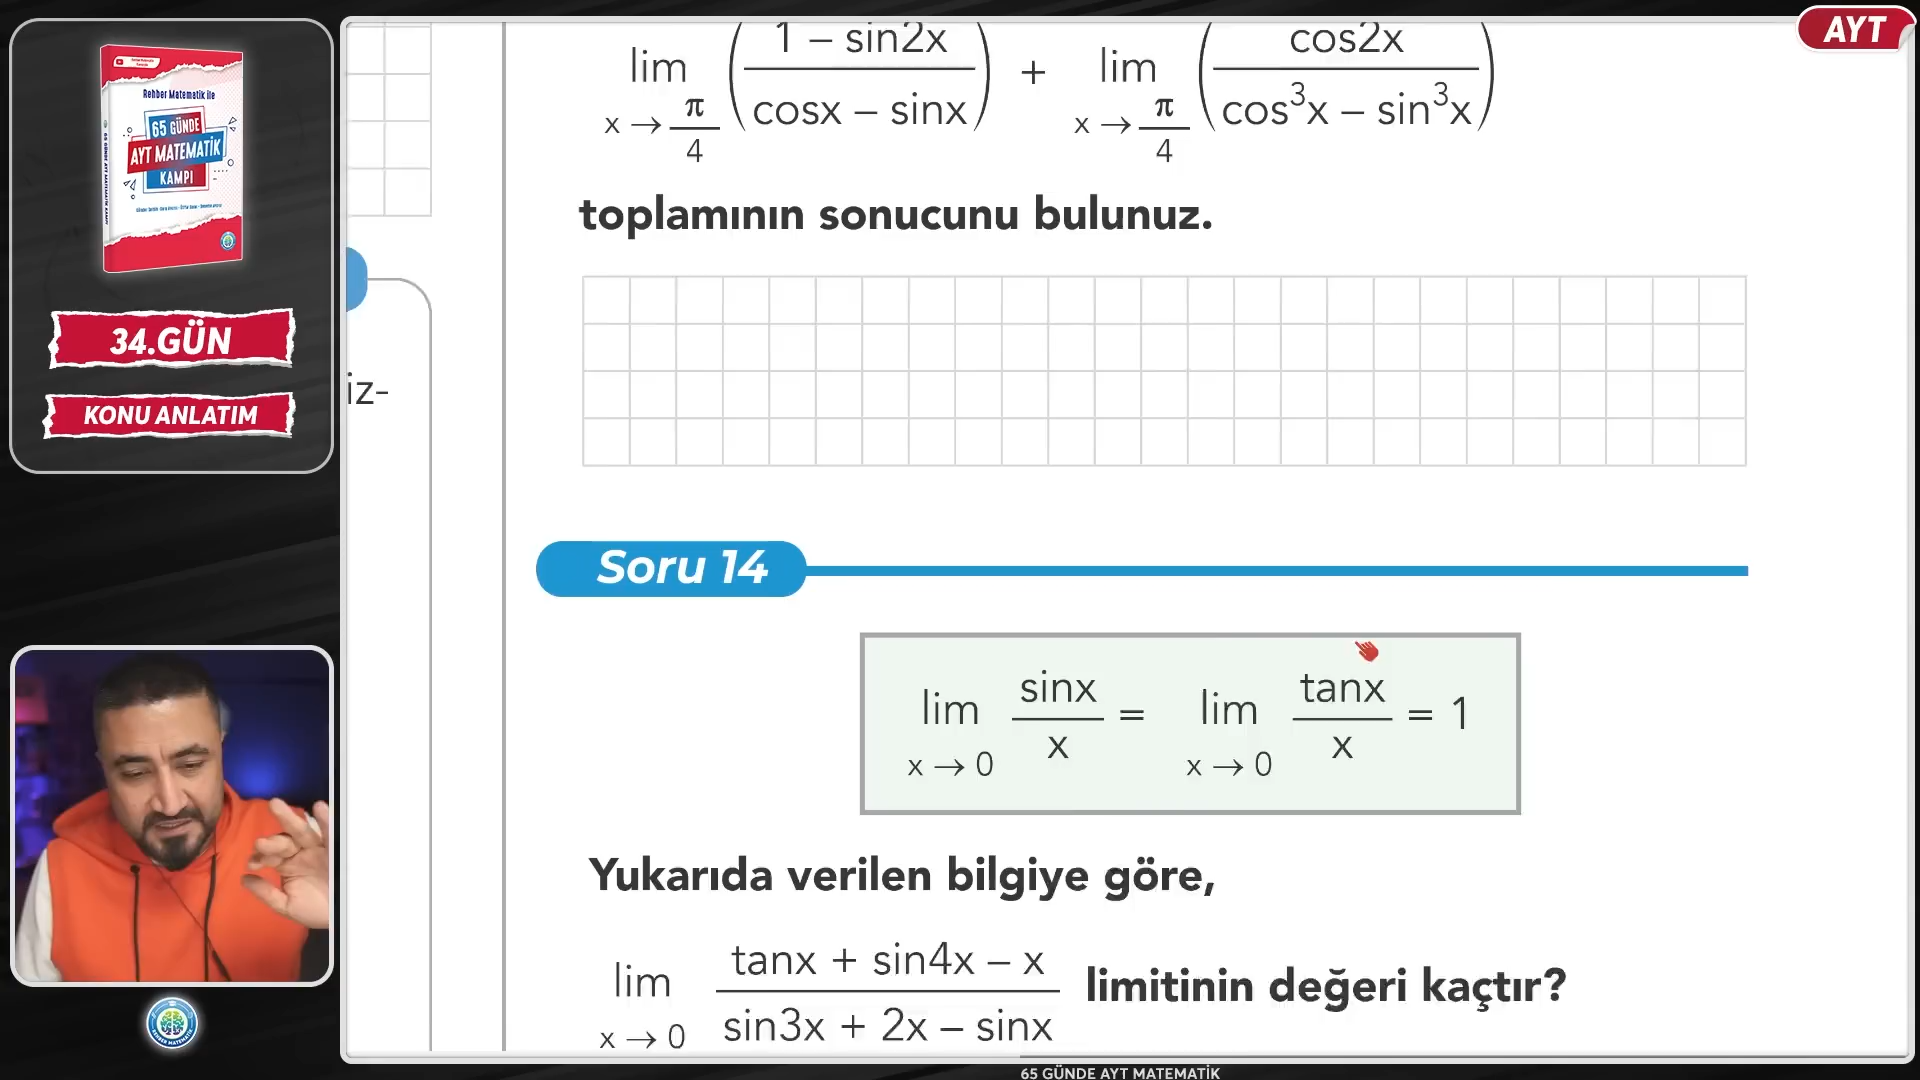 AYT
Rehber Matematik ile
65 GÜNDE
AYT MATEMATİK
KAMPI
34.GÜN
KONU ANLATIM
iz-
lim x → π/4 ( (1 – sin2x) / (cosx – sinx) ) + lim x → π/4 ( cos2x / (cos³x – sin³x) )
toplamının sonucunu bulunuz.
Soru 14
lim x → 0 sinx / x = lim x → 0 tanx / x = 1
Yukarıda verilen bilgiye göre,
lim x → 0 (tanx + sin4x – x) / (sin3x + 2x – sinx) limitinin değeri kaçtır?
65 GÜNDE AYT MATEMATİK